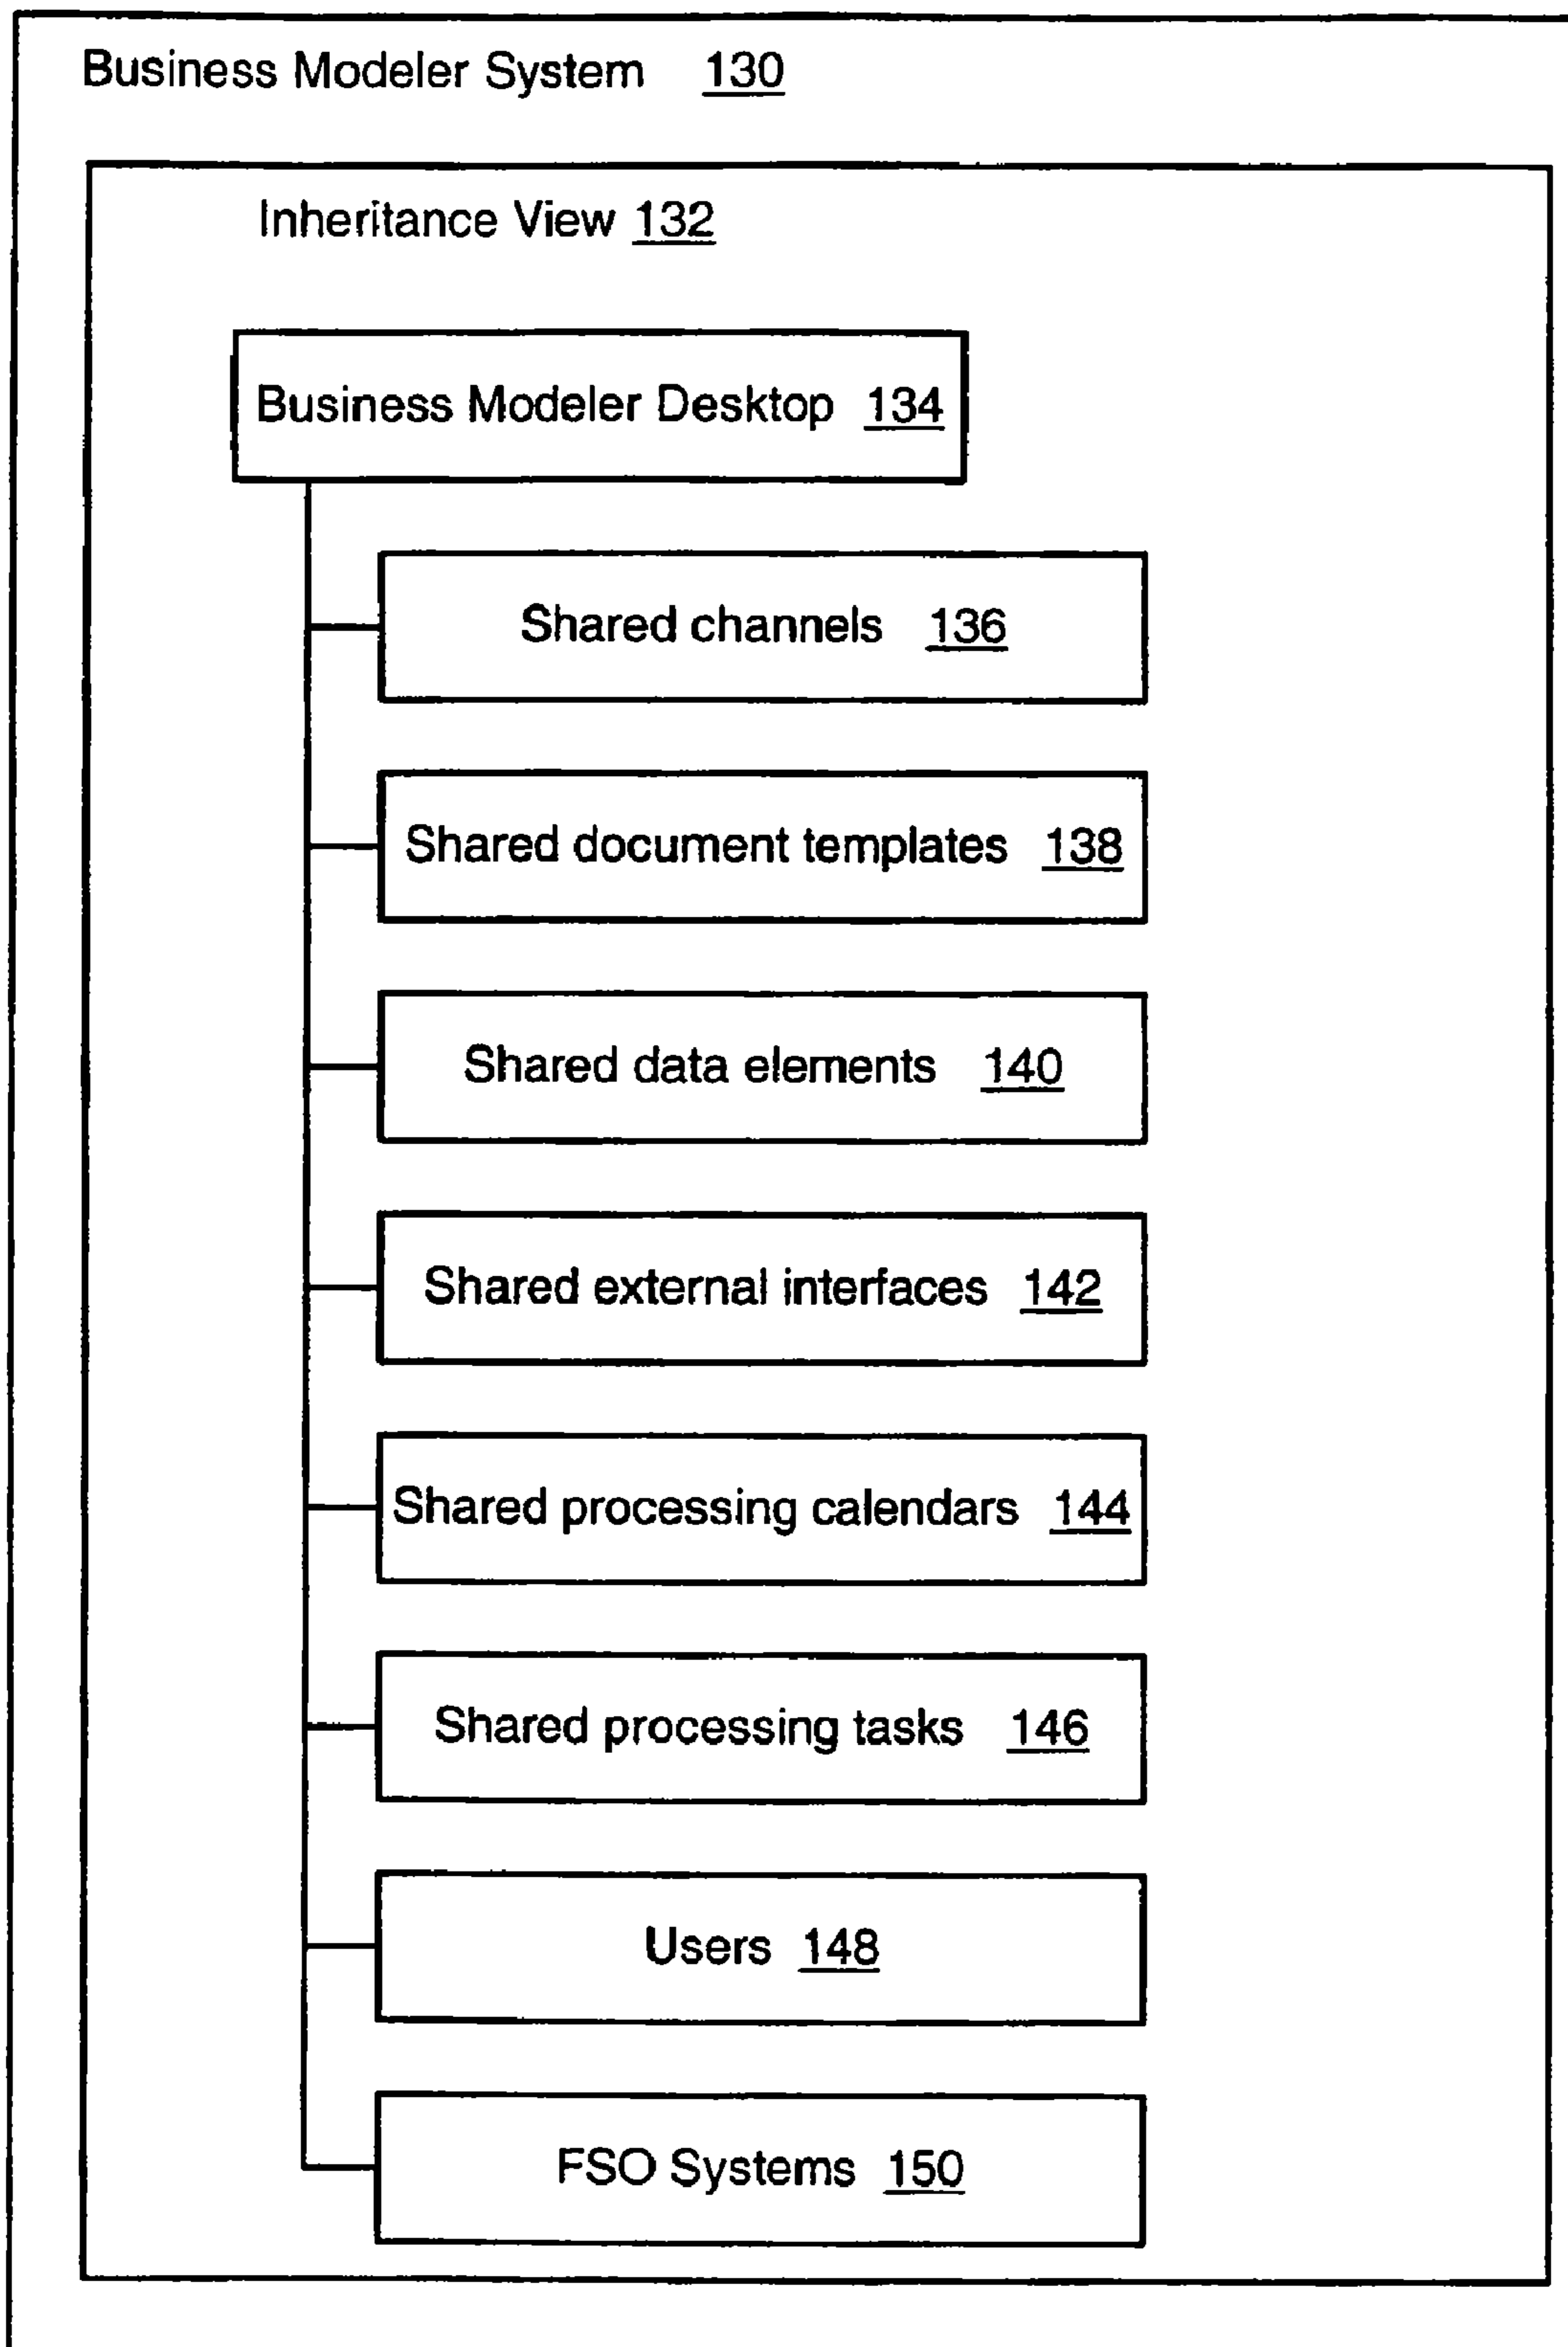 Business Modeler System 130
Inheritance View 132
Business Modeler Desktop 134
Shared channels 136
Shared document templates 138
Shared data elements 140
Shared external interfaces 142
Shared processing calendars 144
Shared processing tasks 146
Users 148
FSO Systems 150